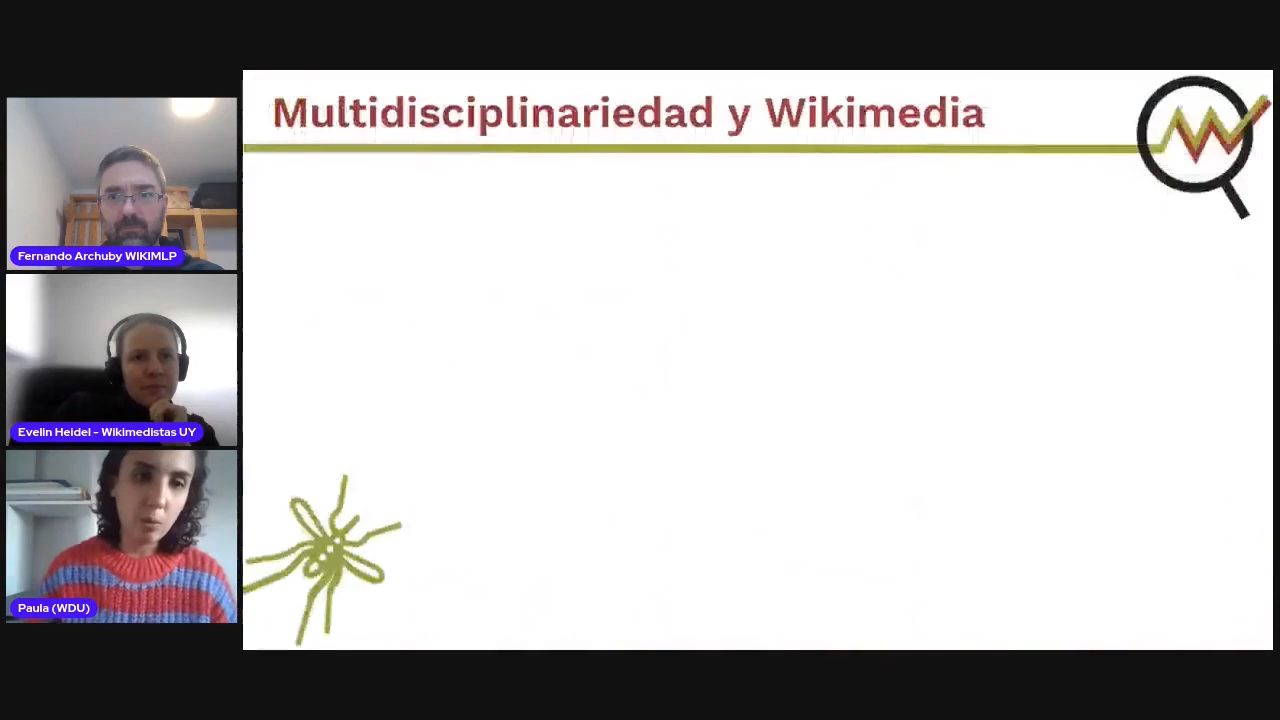 Multidisciplinariedad y Wikimedia
Fernando Archuby WIKIMLP
Evelin Heidel - Wikimedistas UY
Paula (WDU)